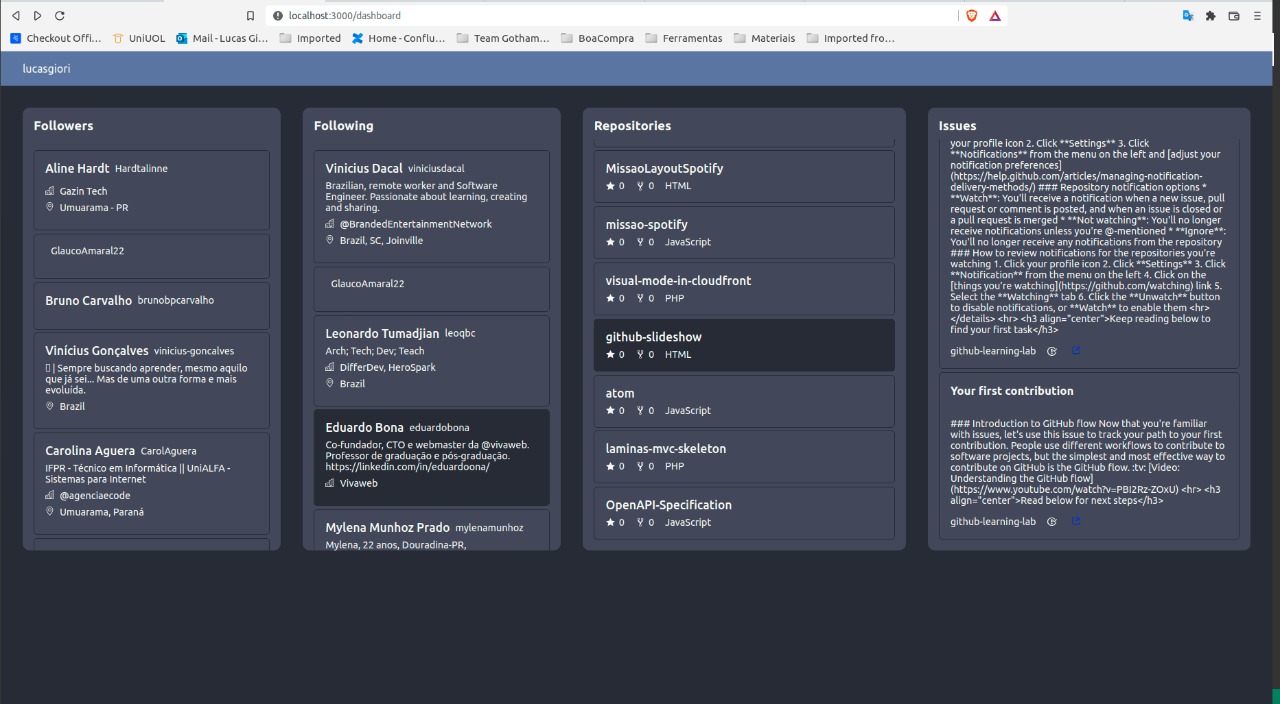 localhost:3000/dashboard
Checkout Offi... UniUOL Mail - Lucas Gi... Imported Home - Conflu... Team Gotham... BoaCompra Ferramentas Materiais Imported fro...
lucasgiori
Followers
Aline Hardt Hardtalinne
Gazin Tech
Umuarama - PR
GlaucoAmaral22
Bruno Carvalho brunobpcarvalho
Vinícius Gonçalves vinicius-goncalves
| Sempre buscando aprender, mesmo aquilo
que já sei... Mas de uma outra forma e mais
evoluída.
Brazil
Carolina Aguera CarolAguera
IFPR - Técnico em Informática || UniALFA -
Sistemas para Internet
@agenciaecode
Umuarama, Paraná
Following
Vinicius Dacal viniciusdacal
Brazilian, remote worker and Software
Engineer. Passionate about learning, creating
and sharing.
@BrandedEntertainmentNetwork
Brazil, SC, Joinville
GlaucoAmaral22
Leonardo Tumadjian leoqbc
Arch; Tech; Dev; Teach
DifferDev, HeroSpark
Brazil
Eduardo Bona eduardobona
Co-fundador, CTO e webmaster da @vivaweb.
Professor de graduação e pós-graduação.
https://linkedin.com/in/eduardoona/
Vivaweb
Mylena Munhoz Prado mylenamunhoz
Mylena, 22 anos, Douradina-PR,
Repositories
MissaoLayoutSpotify
0 0 HTML
missao-spotify
0 0 JavaScript
visual-mode-in-cloudfront
0 0 PHP
github-slideshow
0 0 HTML
atom
0 0 JavaScript
laminas-mvc-skeleton
0 0 PHP
OpenAPI-Specification
0 0 JavaScript
Issues
your profile icon 2. Click **Settings** 3. Click
**Notifications** from the menu on the left and [adjust your
notification preferences]
(https://help.github.com/articles/managing-notification-
delivery-methods/) ### Repository notification options *
**Watch**: You'll receive a notification when a new issue, pull
request or comment is posted, and when an issue is closed or
a pull request is merged * **Not watching**: You'll no longer
receive notifications unless you're @-mentioned * **Ignore**:
You'll no longer receive any notifications from the repository
### How to review notifications for the repositories you're
watching 1. Click your profile icon 2. Click **Settings** 3. Click
**Notification** from the menu on the left 4. Click on the
[things you're watching](https://github.com/watching) link 5.
Select the **Watching** tab 6. Click the **Unwatch** button
to disable notifications, or **Watch** to enable them <hr>
</details> <hr> <h3 align="center">Keep reading below to
find your first task</h3>
github-learning-lab
Your first contribution
### Introduction to GitHub flow Now that you're familiar
with issues, let's use this issue to track your path to your first
contribution. People use different workflows to contribute to
software projects, but the simplest and most effective way to
contribute on GitHub is the GitHub flow. :tv: [Video:
Understanding the GitHub flow]
(https://www.youtube.com/watch?v=PBI2Rz-ZOxU) <hr> <h3
align="center">Read below for next steps</h3>
github-learning-lab